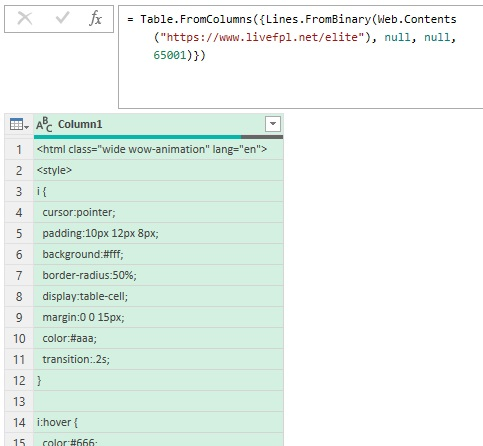 fx
= Table.FromColumns({Lines.FromBinary(Web.Contents
("https://www.livefpl.net/elite"), null, null,
65001)})
ABC Column1
1 <html class="wide wow-animation" lang="en">
2 <style>
3 i {
4 cursor:pointer;
5 padding:10px 12px 8px;
6 background:#fff;
7 border-radius:50%;
8 display:table-cell;
9 margin:0 0 15px;
10 color:#aaa;
11 transition:.2s;
12 }
13
14 i:hover {
15 color:#666;